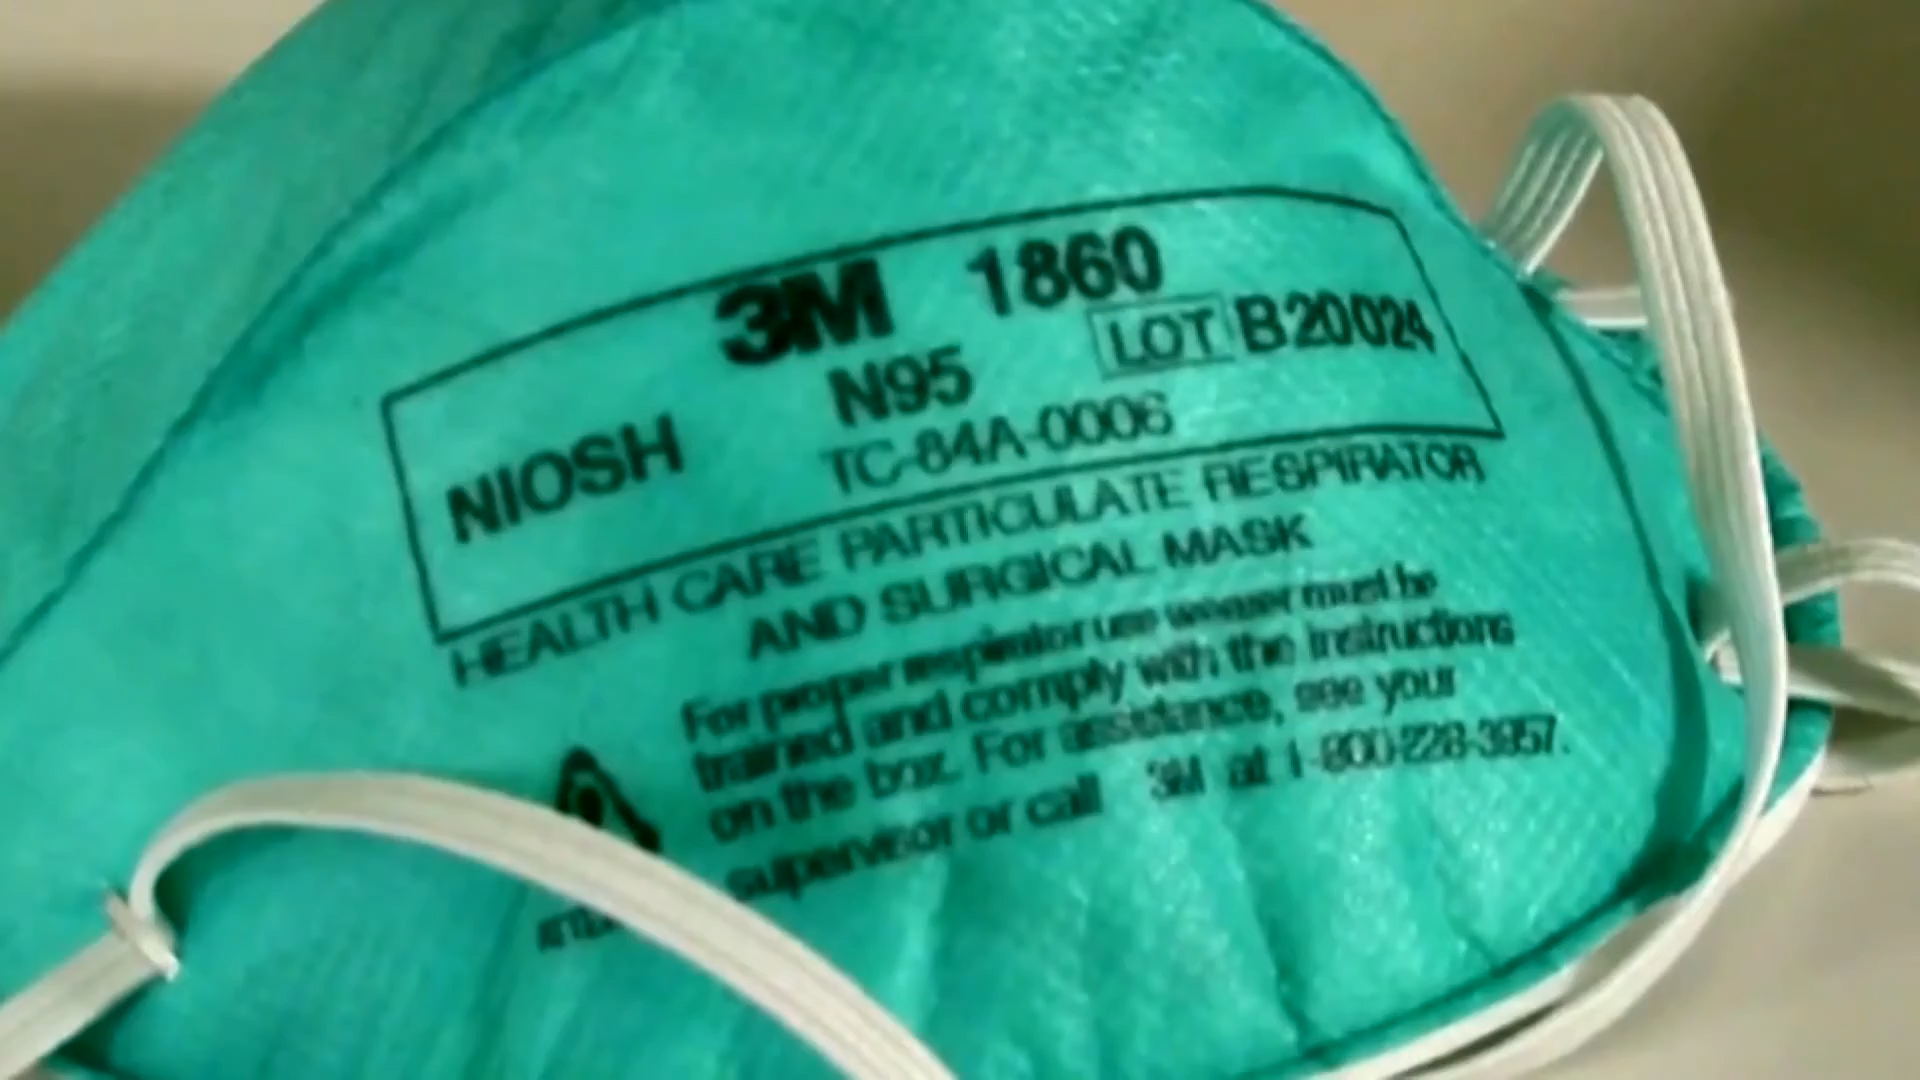 3M 1860
N95 LOT B20024
NIOSH TC-84A-0006
HEALTH CARE PARTICULATE RESPIRATOR
AND SURGICAL MASK
For proper respirator use wearer must be
trained and comply with the instructions
on the box. For assistance, see your
supervisor or call 3M at 1-800-228-3957.